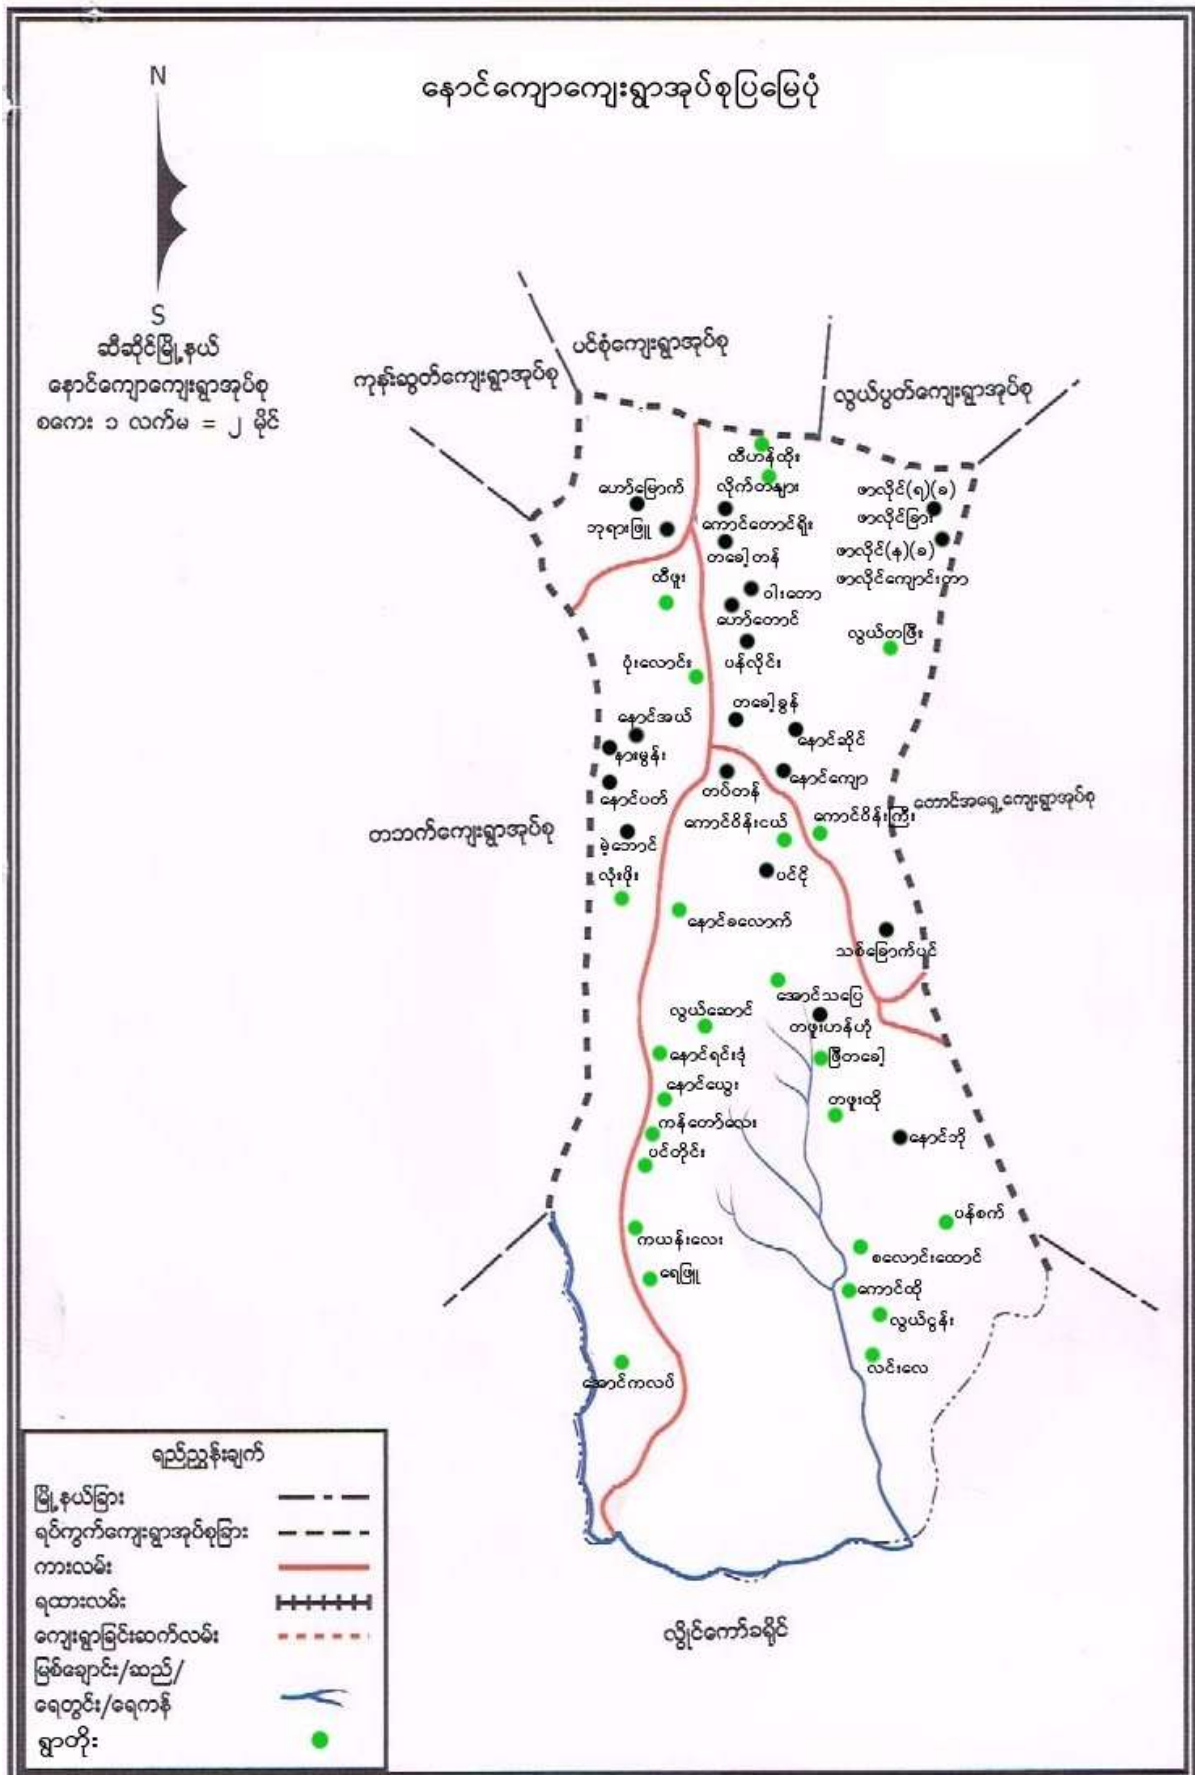 နောင်ကျောကျေးရွာအုပ်စုပြမြေပုံ
N
S
ဆီဆိုင်မြို့နယ်
နောင်ကျောကျေးရွာအုပ်စု
စကေး ၁ လက်မ = ၂ မိုင်
ပင်စုံကျေးရွာအုပ်စု
ကုန်းဆွတ်ကျေးရွာအုပ်စု
လွယ်ပွတ်ကျေးရွာအုပ်စု
ထီဟန်ထိုး
လိုက်တများ
ဟော်မြောက်
ဖာလိုင်(ရ)(ခ)
ဖာလိုင်ခြား
ဘုရားဖြူ
ကောင်တောင်ရိုး
တခေါ့တန်
ဖာလိုင်(န)(ခ)
ဖာလိုင်ကျောင်းတာ
ထီဖူး
ဝါးတော
ဟော်တောင်
လွယ်တဖြီး
ပုံးလောင်း
ပန်လိုင်း
တခေါ့ခွန်
နောင်အယ်
နောင်ဆိုင်
နားမွန်း
နောင်ကျော
နောင်ပတ်
တပ်တန်
တောင်အရှေ့ကျေးရွာအုပ်စု
ကောင်ဝိန်းငယ်
ကောင်ဝိန်းကြီး
တဘက်ကျေးရွာအုပ်စု
မဲ့ဘောင်
လုံးဖိုး
ပင်ငို
နောင်ခလောက်
သစ်ခြောက်ပင်
အောင်သပြေ
လွယ်ဆောင်
တဖူးဟန်ဟို
နောင်ရင်းဒုံ
ဖြီတခေါ့
နောင်ယွေး
တဖူးထို
ကန်တော်လေး
ပင်တိုင်း
နောင်ဘို
ပန်စက်
ကယန်းလေး
စလောင်းထောင်
ရေဖြူ
ကောင်ထို
လွယ်ငွန်း
လင်းလေ
အောင်ကလပ်
ရည်ညွှန်းချက်
မြို့နယ်ခြား
ရပ်ကွက်ကျေးရွာအုပ်စုခြား
ကားလမ်း
ရထားလမ်း
ကျေးရွာခြင်းဆက်လမ်း
မြစ်ချောင်း/ဆည်/
ရေတွင်း/ရေကန်
ရွာတိုး
လွိုင်ကော်ခရိုင်